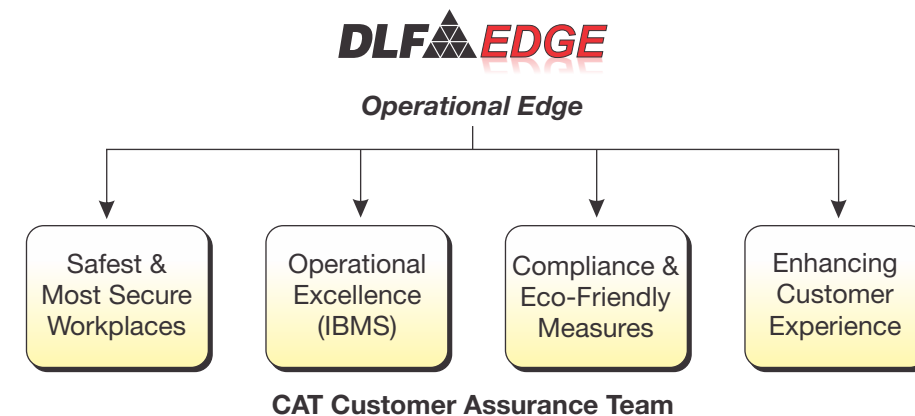 DLF EDGE
Operational Edge
Safest &
Most Secure
Workplaces
Operational
Excellence
(IBMS)
Compliance &
Eco-Friendly
Measures
Enhancing
Customer
Experience
CAT Customer Assurance Team